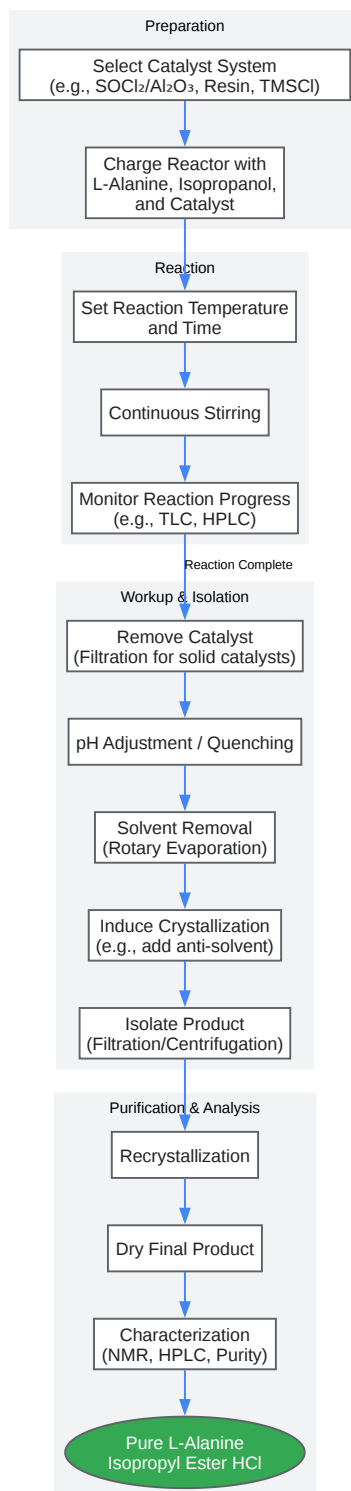 Preparation
Select Catalyst System
(e.g., SOCl₂/Al₂O₃, Resin, TMSCl)
Charge Reactor with
L-Alanine, Isopropanol,
and Catalyst
Reaction
Set Reaction Temperature
and Time
Continuous Stirring
Monitor Reaction Progress
(e.g., TLC, HPLC)
Reaction Complete
Workup & Isolation
Remove Catalyst
(Filtration for solid catalysts)
pH Adjustment / Quenching
Solvent Removal
(Rotary Evaporation)
Induce Crystallization
(e.g., add anti-solvent)
Isolate Product
(Filtration/Centrifugation)
Purification & Analysis
Recrystallization
Dry Final Product
Characterization
(NMR, HPLC, Purity)
Pure L-Alanine
Isopropyl Ester HCl